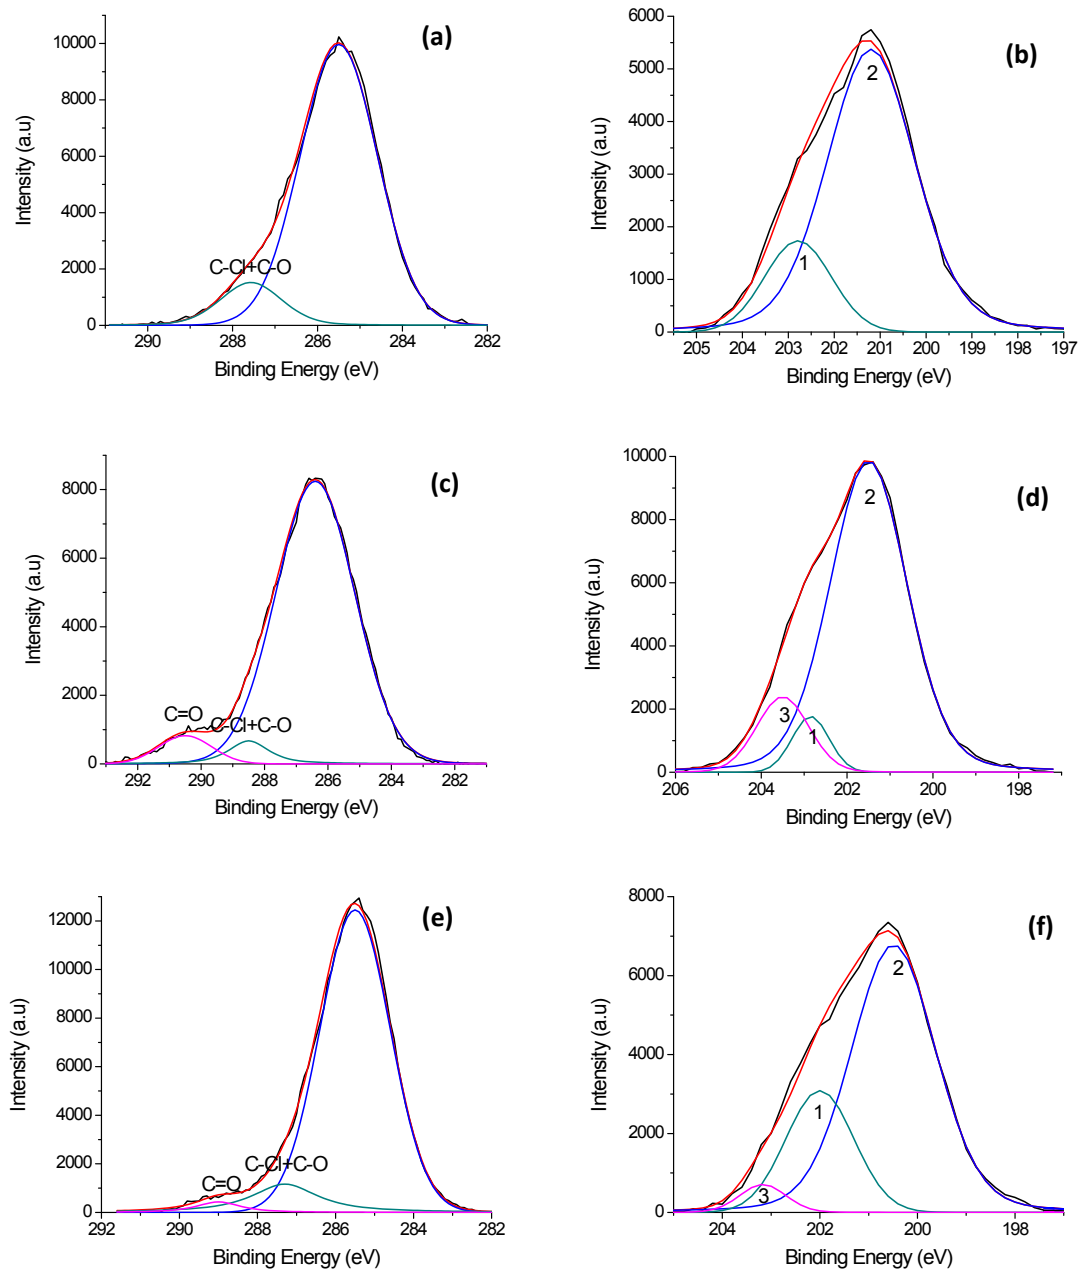 (a)
Intensity (a.u)
10000
8000
6000
4000
2000
0
C-Cl+C-O
290 288 286 284 282
Binding Energy (eV)
(b)
Intensity (a.u)
6000
5000
4000
3000
2000
1000
0
2
1
205 204 203 202 201 200 199 198 197
Binding Energy (eV)
(c)
Intensity (a.u)
8000
6000
4000
2000
0
C=O
C-Cl+C-O
292 290 288 286 284 282
Binding Energy (eV)
(d)
Intensity (a.u)
10000
8000
6000
4000
2000
0
2
3
1
206 204 202 200 198
Binding Energy (eV)
(e)
Intensity (a.u)
12000
10000
8000
6000
4000
2000
0
C-Cl+C-O
C=O
292 290 288 286 284 282
Binding Energy (eV)
(f)
Intensity (a.u)
8000
6000
4000
2000
0
2
1
3
204 202 200 198
Binding Energy (eV)